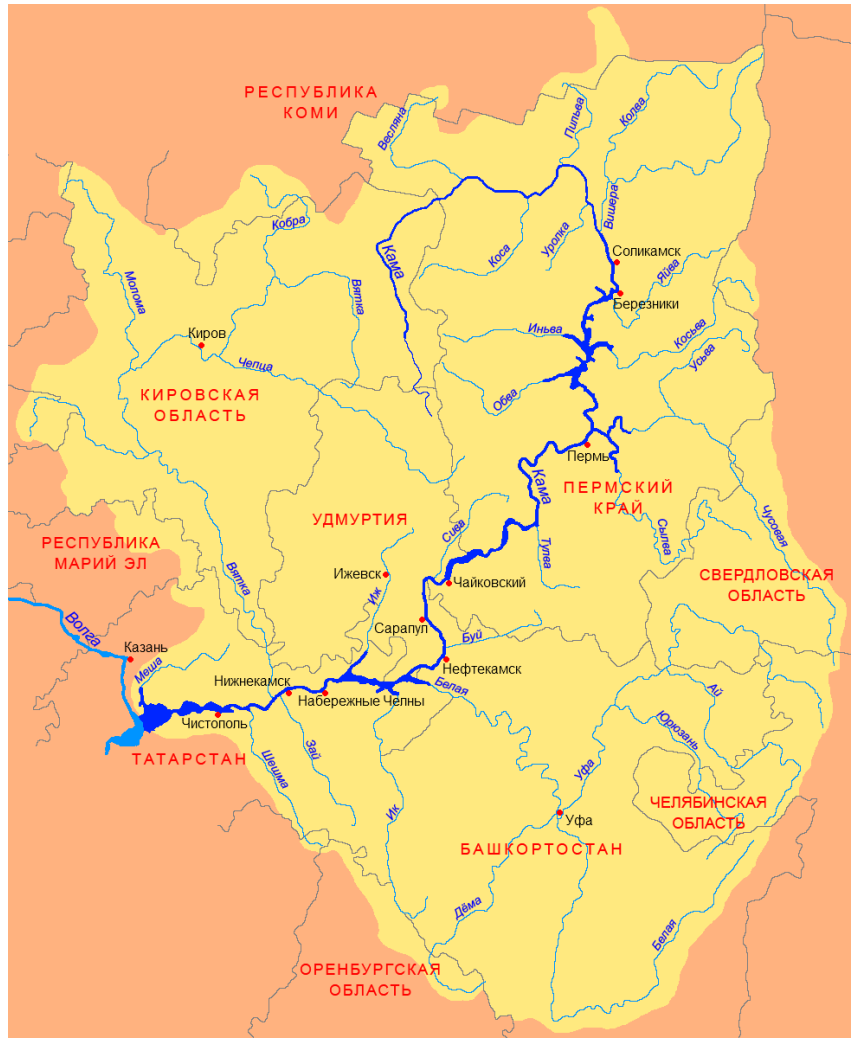 РЕСПУБЛИКА
КОМИ
Весляна
Пильва
Колва
Вишера
Кобра
Кама
Коса
Уролка
Соликамск
Яйва
Березники
Молома
Вятка
Киров
Чепца
Иньва
Косьва
Усьва
Обва
КИРОВСКАЯ
ОБЛАСТЬ
Пермь
Кама
ПЕРМСКИЙ
КРАЙ
УДМУРТИЯ
Сива
Тулва
Сылва
Чусовая
РЕСПУБЛИКА
МАРИЙ ЭЛ
Вятка
Ижевск
Иж
Чайковский
СВЕРДЛОВСКАЯ
ОБЛАСТЬ
Волга
Сарапул
Буй
Казань
Меша
Нижнекамск
Нефтекамск
Белая
Набережные Челны
Чистополь
Ай
Юрюзань
ТАТАРСТАН
Шешма
Зай
Ик
Уфа
ЧЕЛЯБИНСКАЯ
ОБЛАСТЬ
Уфа
БАШКОРТОСТАН
Дёма
Белая
ОРЕНБУРГСКАЯ
ОБЛАСТЬ